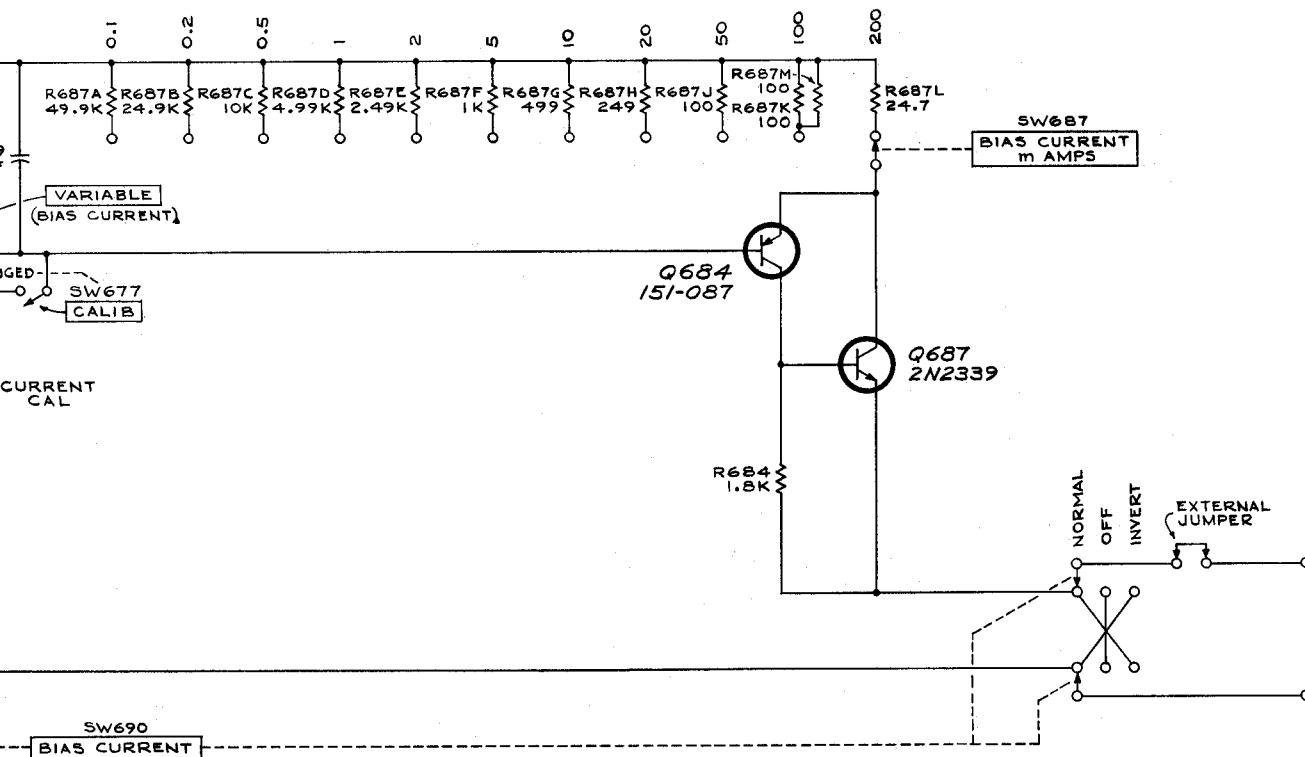 0.1
0.2
0.5
1
2
5
10
20
50
100
200
R687A
49.9K
R687B
24.9K
R687C
10K
R687D
4.99K
R687E
2.49K
R687F
1K
R687G
499
R687H
249
R687J
100
R687M
100
R687K
100
R687L
24.7
SW687
BIAS CURRENT
m AMPS
VARIABLE
(BIAS CURRENT)
SW677
CALIB
Q684
151-087
Q687
2N2339
CURRENT
CAL
R684
1.8K
NORMAL
OFF
INVERT
EXTERNAL
JUMPER
SW690
BIAS CURRENT